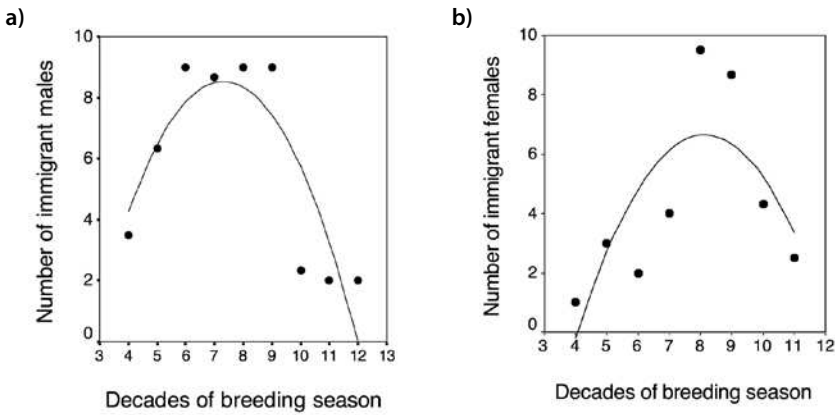 a)
10
8
6
4
2
0
3 4 5 6 7 8 9 10 11 12 13
Number of immigrant males
Decades of breeding season
b)
10
8
6
4
2
0
3 4 5 6 7 8 9 10 11 12
Number of immigrant females
Decades of breeding season